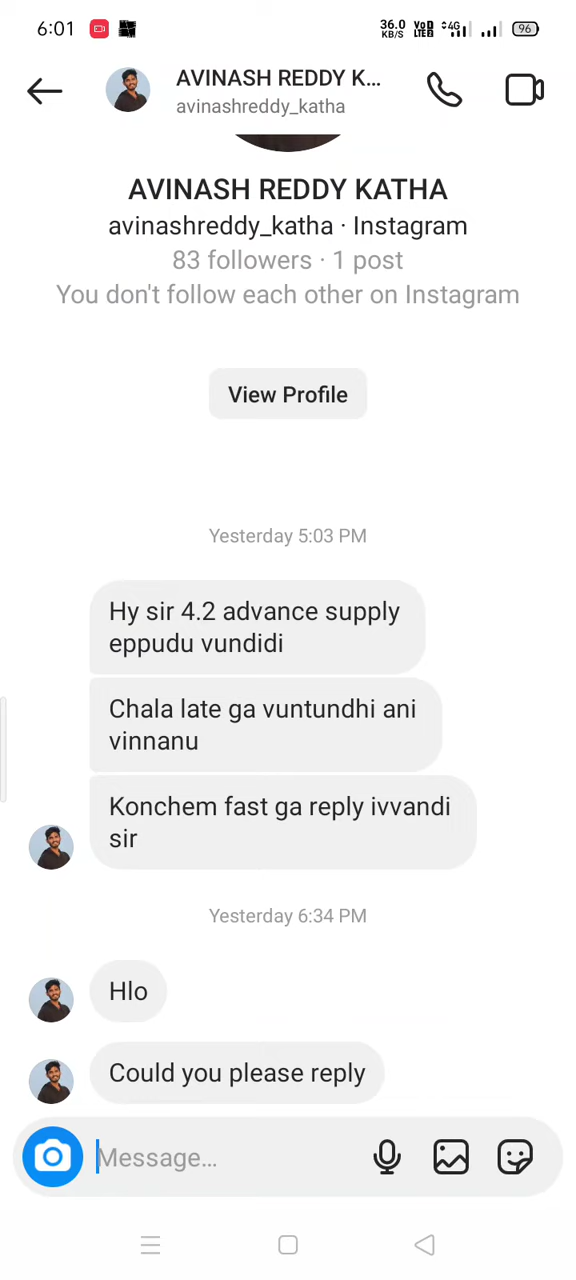 6:01
36.0 KB/S VoD LTE2 4G 96
AVINASH REDDY K...
avinashreddy_katha
AVINASH REDDY KATHA
avinashreddy_katha · Instagram
83 followers · 1 post
You don't follow each other on Instagram
View Profile
Yesterday 5:03 PM
Hy sir 4.2 advance supply
eppudu vundidi
Chala late ga vuntundhi ani
vinnanu
Konchem fast ga reply ivvandi
sir
Yesterday 6:34 PM
Hlo
Could you please reply
Message...